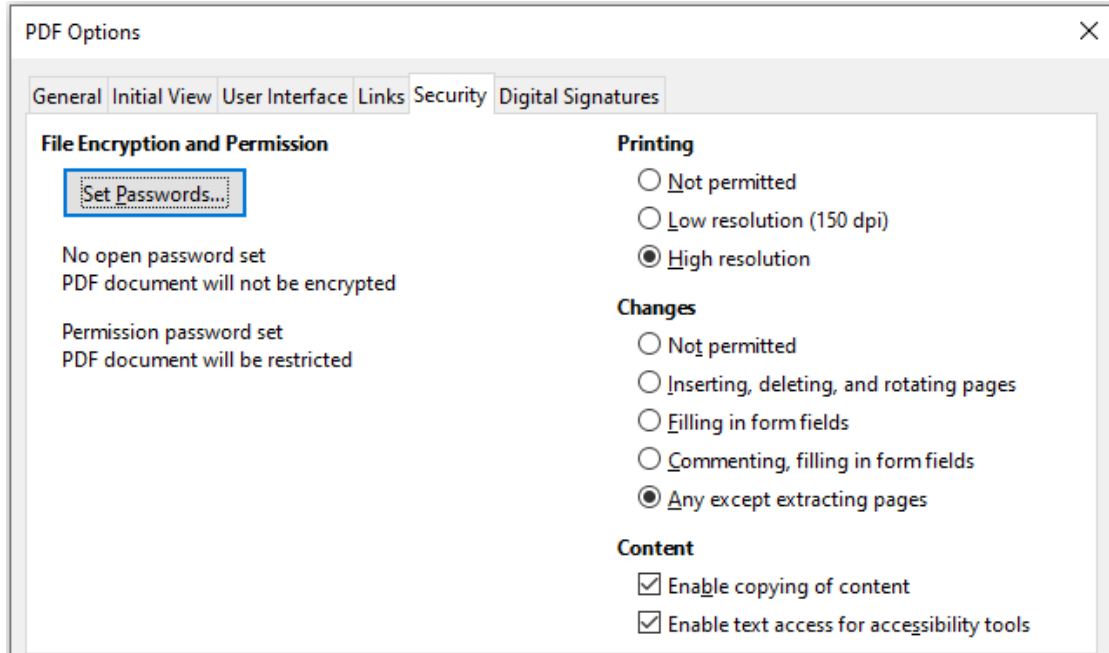 PDF Options
General Initial View User Interface Links Security Digital Signatures
File Encryption and Permission
Set Passwords...
No open password set
PDF document will not be encrypted
Permission password set
PDF document will be restricted
Printing
Not permitted
Low resolution (150 dpi)
High resolution
Changes
Not permitted
Inserting, deleting, and rotating pages
Filling in form fields
Commenting, filling in form fields
Any except extracting pages
Content
Enable copying of content
Enable text access for accessibility tools